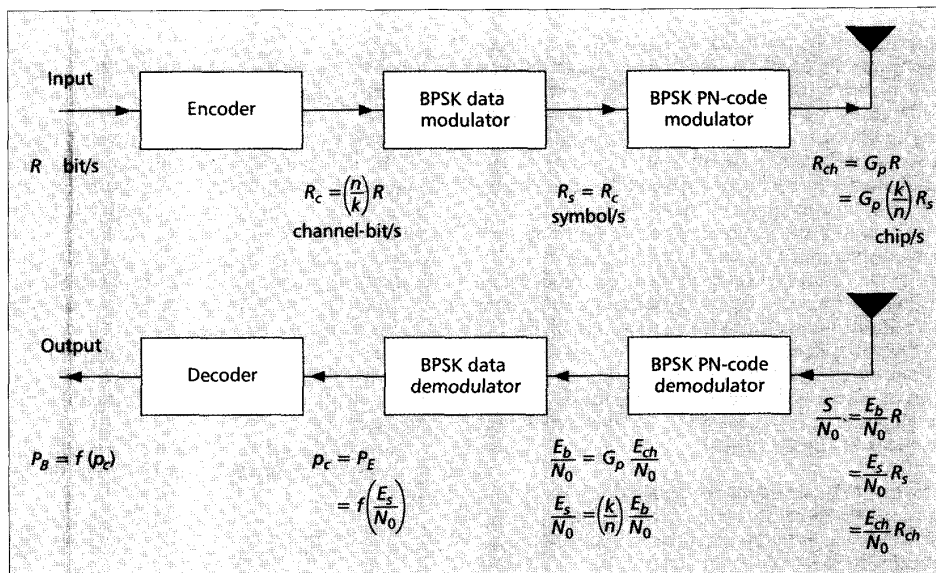 Input
Encoder
BPSK data
modulator
BPSK PN-code
modulator
R bit/s
R_c = (n/k) R
channel-bit/s
R_s = R_c
symbol/s
R_ch = G_p R
= G_p (k/n) R_s
chip/s
Output
Decoder
BPSK data
demodulator
BPSK PN-code
demodulator
P_B = f (p_c)
p_c = P_E
= f (E_s/N_0)
E_b/N_0 = G_p E_ch/N_0
E_s/N_0 = (k/n) E_b/N_0
S/N_0 = E_b/N_0 R
= E_s/N_0 R_s
= E_ch/N_0 R_ch